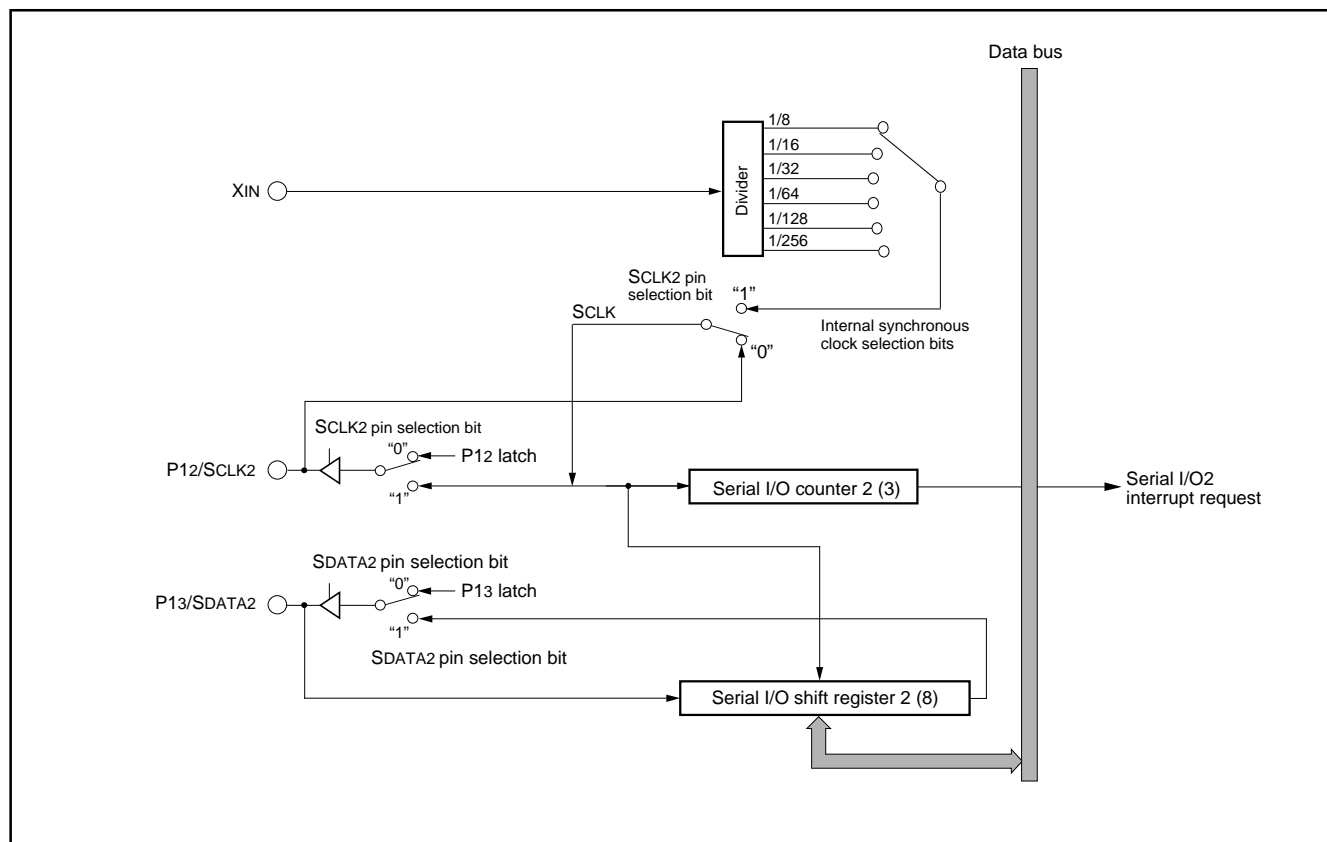 Data bus
1/8
1/16
1/32
1/64
1/128
1/256
Divider
XIN
SCLK2 pin
selection bit
“1”
SCLK
“0”
Internal synchronous
clock selection bits
SCLK2 pin selection bit
“0”
P12 latch
P12/SCLK2
“1”
Serial I/O counter 2 (3)
Serial I/O2
interrupt request
SDATA2 pin selection bit
“0”
P13 latch
P13/SDATA2
“1”
SDATA2 pin selection bit
Serial I/O shift register 2 (8)